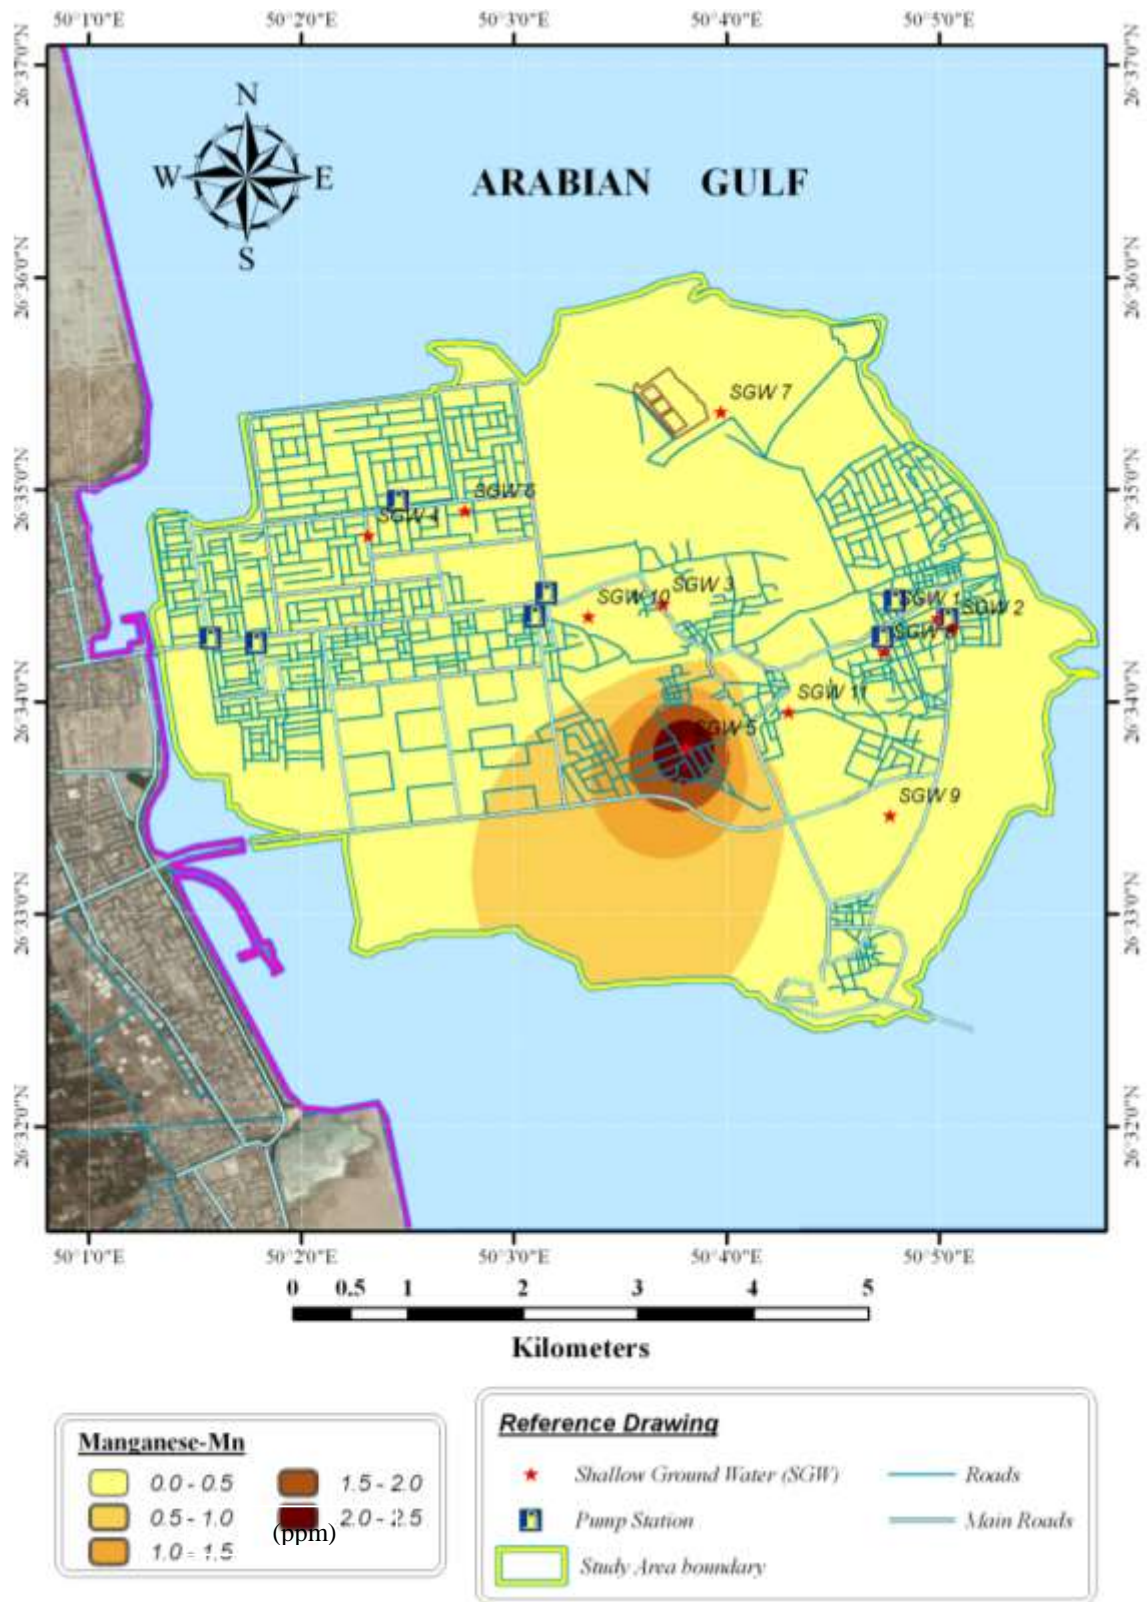 50°1'0"E 50°2'0"E 50°3'0"E 50°4'0"E 50°5'0"E
26°37'0"N 26°37'0"N
N
W E
S
ARABIAN GULF
26°36'0"N 26°36'0"N
SGW 7
26°35'0"N 26°35'0"N
SGW 6
SGW 4
SGW 3
SGW 10
SGW 1
SGW 2
SGW
26°34'0"N 26°34'0"N
SGW 11
SGW 5
SGW 9
26°33'0"N 26°33'0"N
26°32'0"N 26°32'0"N
50°1'0"E 50°2'0"E 50°3'0"E 50°4'0"E 50°5'0"E
0 0.5 1 2 3 4 5
Kilometers
Manganese-Mn
0.0 - 0.5 1.5 - 2.0
0.5 - 1.0 2.0 - 2.5
(ppm)
1.0 - 1.5
Reference Drawing
Shallow Ground Water (SGW) Roads
Pump Station Main Roads
Study Area boundary